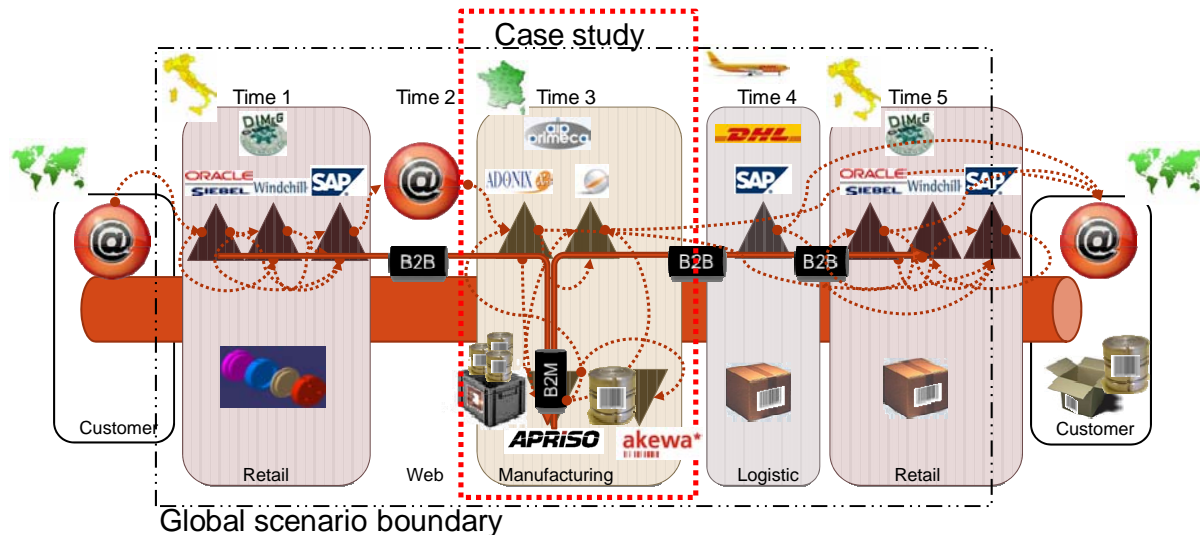 Case study
Time 1
Time 2
Time 3
Time 4
Time 5
DIMEG
aip
primeca
DHL
DIMEG
ORACLE
SIEBEL
Windchill
SAP
@
ADONIX
SAP
ORACLE
SIEBEL
Windchill
SAP
@
@
B2B
B2B
B2B
B2M
APRISO
akewa*
Customer
Customer
Retail
Web
Manufacturing
Logistic
Retail
Global scenario boundary